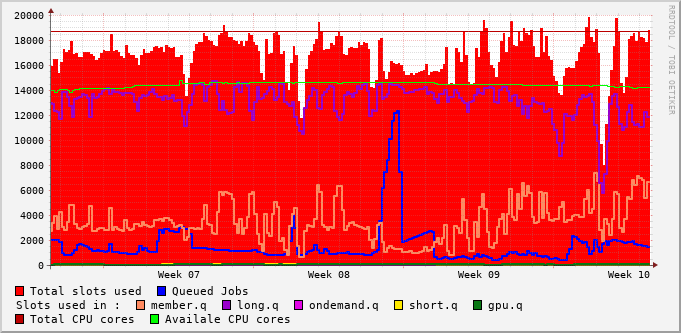 20000
18000
16000
14000
12000
10000
8000
6000
4000
2000
0
Week 07 Week 08 Week 09 Week 10
RRDTOOL / TOBI OETIKER
Total slots used Queued Jobs
Slots used in : member.q long.q ondemand.q short.q gpu.q
Total CPU cores Availale CPU cores